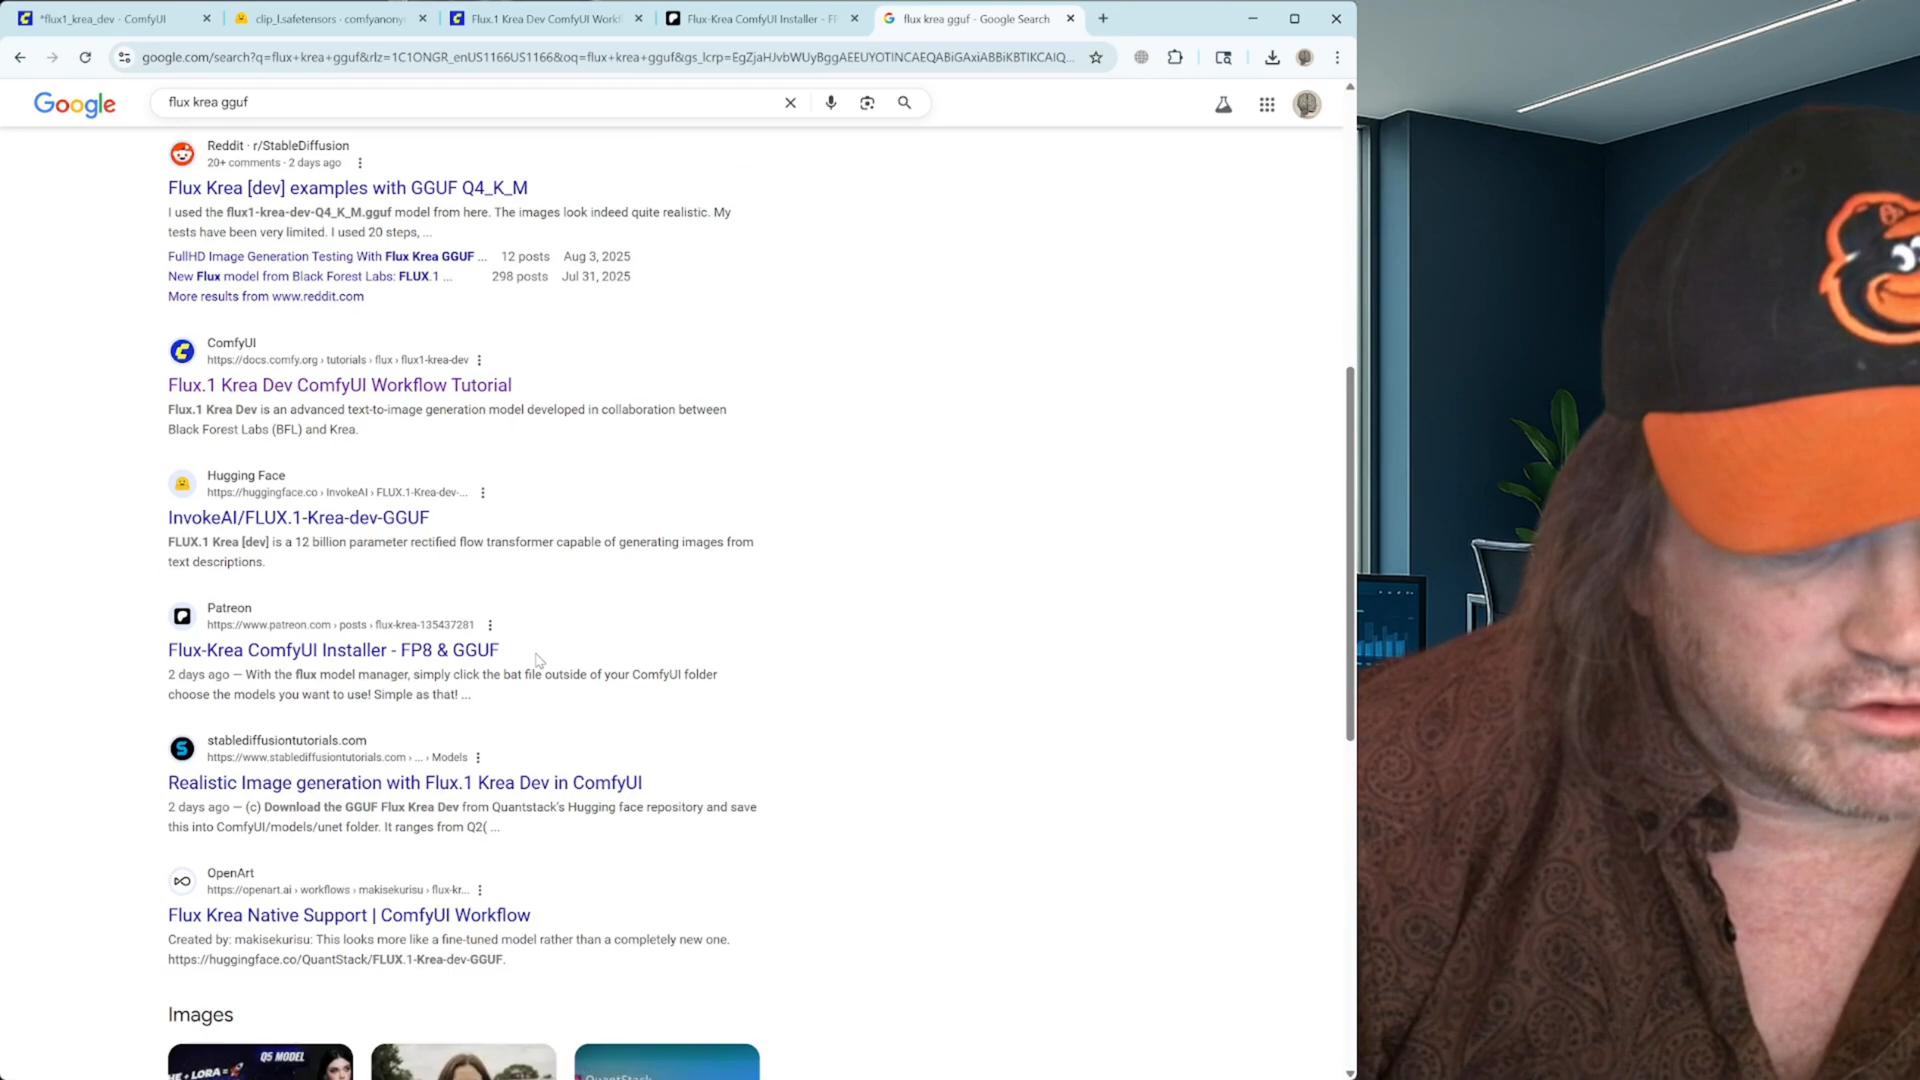 *flux1_krea_dev - ComfyUI
clip_l.safetensors · comfyanony
Flux.1 Krea Dev ComfyUI Workf
Flux-Krea ComfyUI Installer - FP
flux krea gguf - Google Search
google.com/search?q=flux+krea+gguf&rlz=1C1ONGR_enUS1166US1166&oq=flux+krea+gguf&gs_lcrp=EgZjaHJvbWUyBggAEEUYOTINCAEQABiGAxiABBiKBTIKCAIQ...
Google
flux krea gguf
Reddit · r/StableDiffusion
20+ comments · 2 days ago
Flux Krea [dev] examples with GGUF Q4_K_M
I used the flux1-krea-dev-Q4_K_M.gguf model from here. The images look indeed quite realistic. My
tests have been very limited. I used 20 steps, ...
FullHD Image Generation Testing With Flux Krea GGUF ... 12 posts Aug 3, 2025
New Flux model from Black Forest Labs: FLUX.1 ... 298 posts Jul 31, 2025
More results from www.reddit.com
ComfyUI
https://docs.comfy.org › tutorials › flux › flux1-krea-dev
Flux.1 Krea Dev ComfyUI Workflow Tutorial
Flux.1 Krea Dev is an advanced text-to-image generation model developed in collaboration between
Black Forest Labs (BFL) and Krea.
Hugging Face
https://huggingface.co › InvokeAI › FLUX.1-Krea-dev-...
InvokeAI/FLUX.1-Krea-dev-GGUF
FLUX.1 Krea [dev] is a 12 billion parameter rectified flow transformer capable of generating images from
text descriptions.
Patreon
https://www.patreon.com › posts › flux-krea-135437281
Flux-Krea ComfyUI Installer - FP8 & GGUF
2 days ago — With the flux model manager, simply click the bat file outside of your ComfyUI folder
choose the models you want to use! Simple as that! ...
stablediffusiontutorials.com
https://www.stablediffusiontutorials.com › ... › Models
Realistic Image generation with Flux.1 Krea Dev in ComfyUI
2 days ago — (c) Download the GGUF Flux Krea Dev from Quantstack's Hugging face repository and save
this into ComfyUI/models/unet folder. It ranges from Q2( ...
OpenArt
https://openart.ai › workflows › makisekurisu › flux-kr...
Flux Krea Native Support | ComfyUI Workflow
Created by: makisekurisu: This looks more like a fine-tuned model rather than a completely new one.
https://huggingface.co/QuantStack/FLUX.1-Krea-dev-GGUF.
Images
Q5 MODEL
HE + LORA =
QuantStack